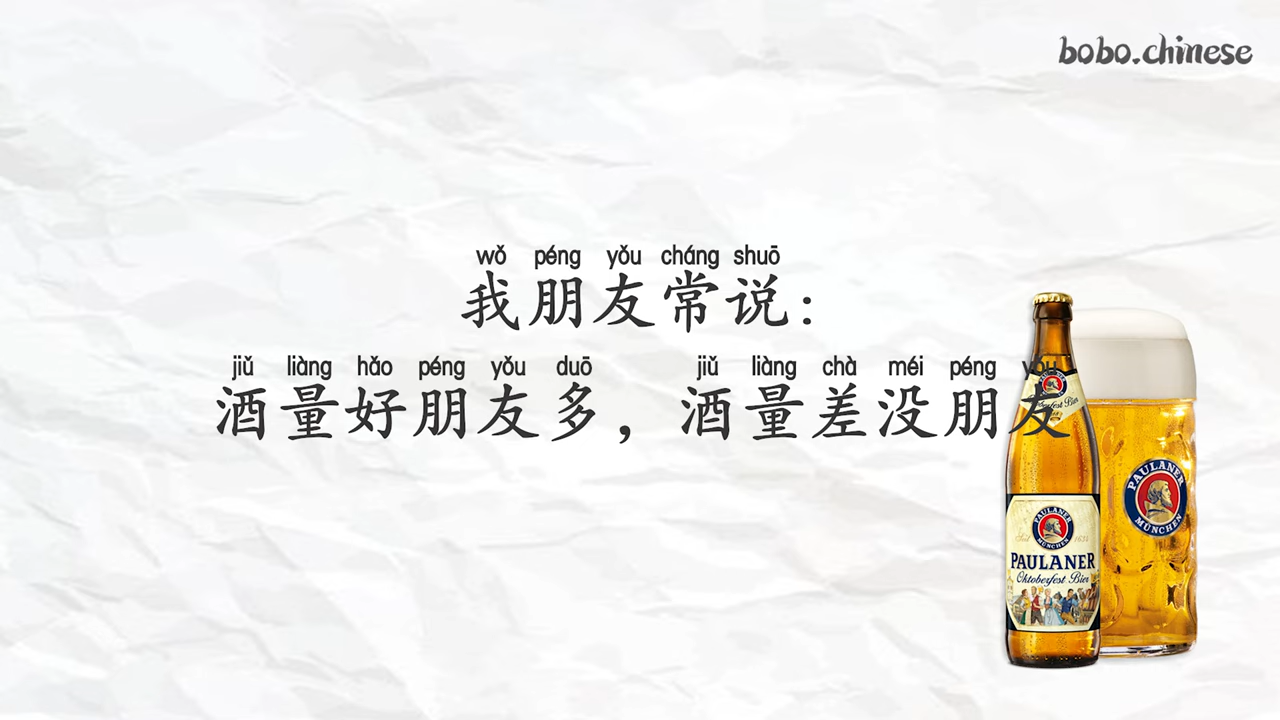 bobo.chinese
wǒ péng yǒu cháng shuō
我朋友常说：
jiǔ liàng hǎo péng yǒu duō jiǔ liàng chà méi péng yǒu
酒量好朋友多，酒量差没朋友
PAULANER
MÜNCHEN
PAULANER
MÜNCHEN
PAULANER
Oktoberfest Bier